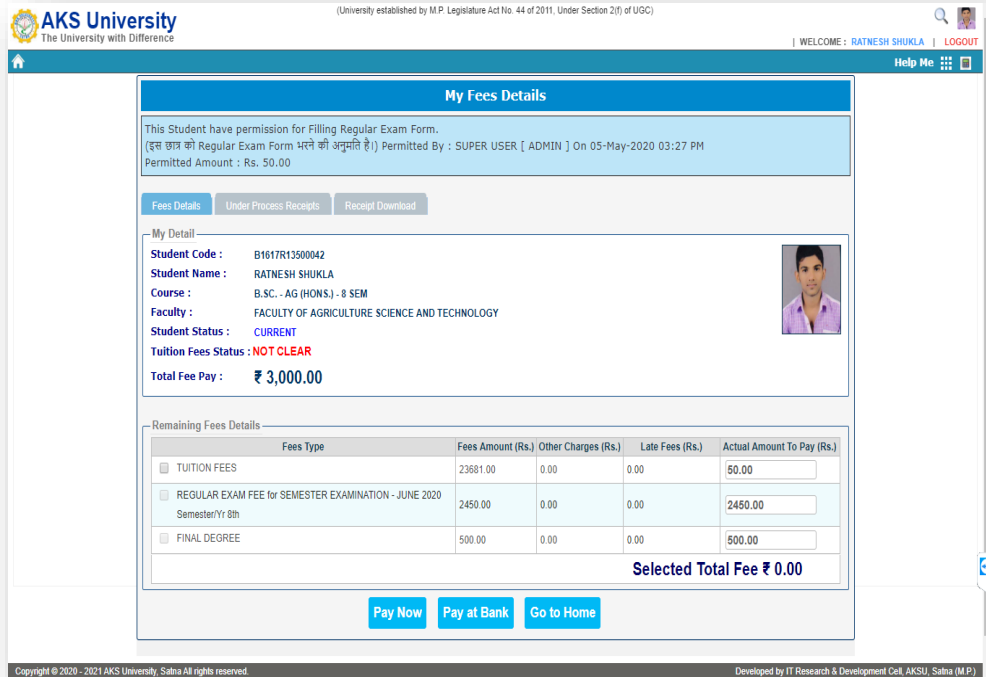 AKS University
The University with Difference
(University established by M.P. Legislature Act No. 44 of 2011, Under Section 2(f) of UGC)
| WELCOME : RATNESH SHUKLA | LOGOUT
Help Me
My Fees Details
This Student have permission for Filling Regular Exam Form.
(इस छात्र को Regular Exam Form भरने की अनुमति है।) Permitted By : SUPER USER [ ADMIN ] On 05-May-2020 03:27 PM
Permitted Amount : Rs. 50.00
Fees Details Under Process Receipts Receipt Download
My Detail
Student Code : B1617R13500042
Student Name : RATNESH SHUKLA
Course : B.SC. - AG (HONS.) - 8 SEM
Faculty : FACULTY OF AGRICULTURE SCIENCE AND TECHNOLOGY
Student Status : CURRENT
Tuition Fees Status : NOT CLEAR
Total Fee Pay : ₹ 3,000.00
Remaining Fees Details
Fees Type Fees Amount (Rs.) Other Charges (Rs.) Late Fees (Rs.) Actual Amount To Pay (Rs.)
TUITION FEES 23681.00 0.00 0.00 50.00
REGULAR EXAM FEE for SEMESTER EXAMINATION - JUNE 2020
Semester/Yr 8th 2450.00 0.00 0.00 2450.00
FINAL DEGREE 500.00 0.00 0.00 500.00
Selected Total Fee ₹ 0.00
Pay Now Pay at Bank Go to Home
Copyright © 2020 - 2021 AKS University, Satna All rights reserved. Developed by IT Research & Development Cell, AKSU, Satna (M.P.)